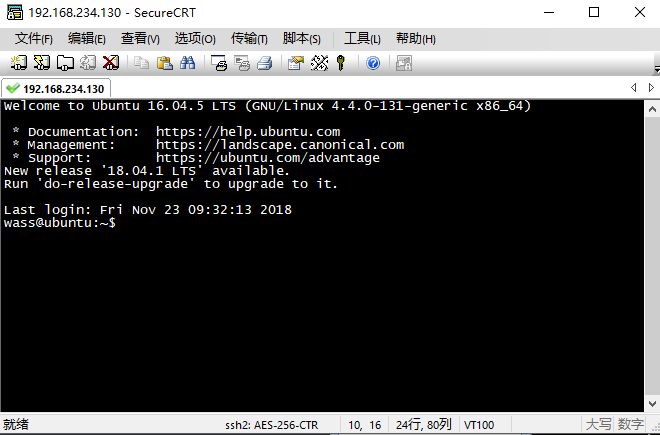 192.168.234.130 - SecureCRT
文件(F) 编辑(E) 查看(V) 选项(O) 传输(T) 脚本(S) 工具(L) 帮助(H)
192.168.234.130
Welcome to Ubuntu 16.04.5 LTS (GNU/Linux 4.4.0-131-generic x86_64)
* Documentation:  https://help.ubuntu.com
* Management:     https://landscape.canonical.com
* Support:        https://ubuntu.com/advantage
New release '18.04.1 LTS' available.
Run 'do-release-upgrade' to upgrade to it.
Last login: Fri Nov 23 09:32:13 2018
wass@ubuntu:~$
就绪 ssh2: AES-256-CTR 10, 16 24行, 80列 VT100 大写 数字